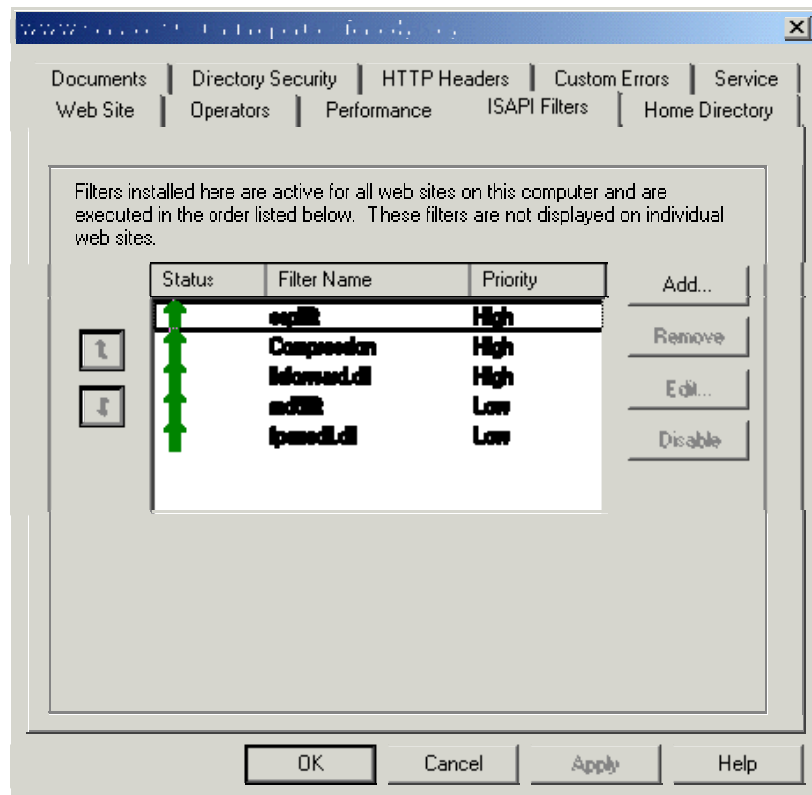 Documents Directory Security HTTP Headers Custom Errors Service
Web Site Operators Performance ISAPI Filters Home Directory
Filters installed here are active for all web sites on this computer and are
executed in the order listed below. These filters are not displayed on individual
web sites.
Status Filter Name Priority
High
Compression High
High
Low
Low
Add...
Remove
Edit...
Disable
OK Cancel Apply Help